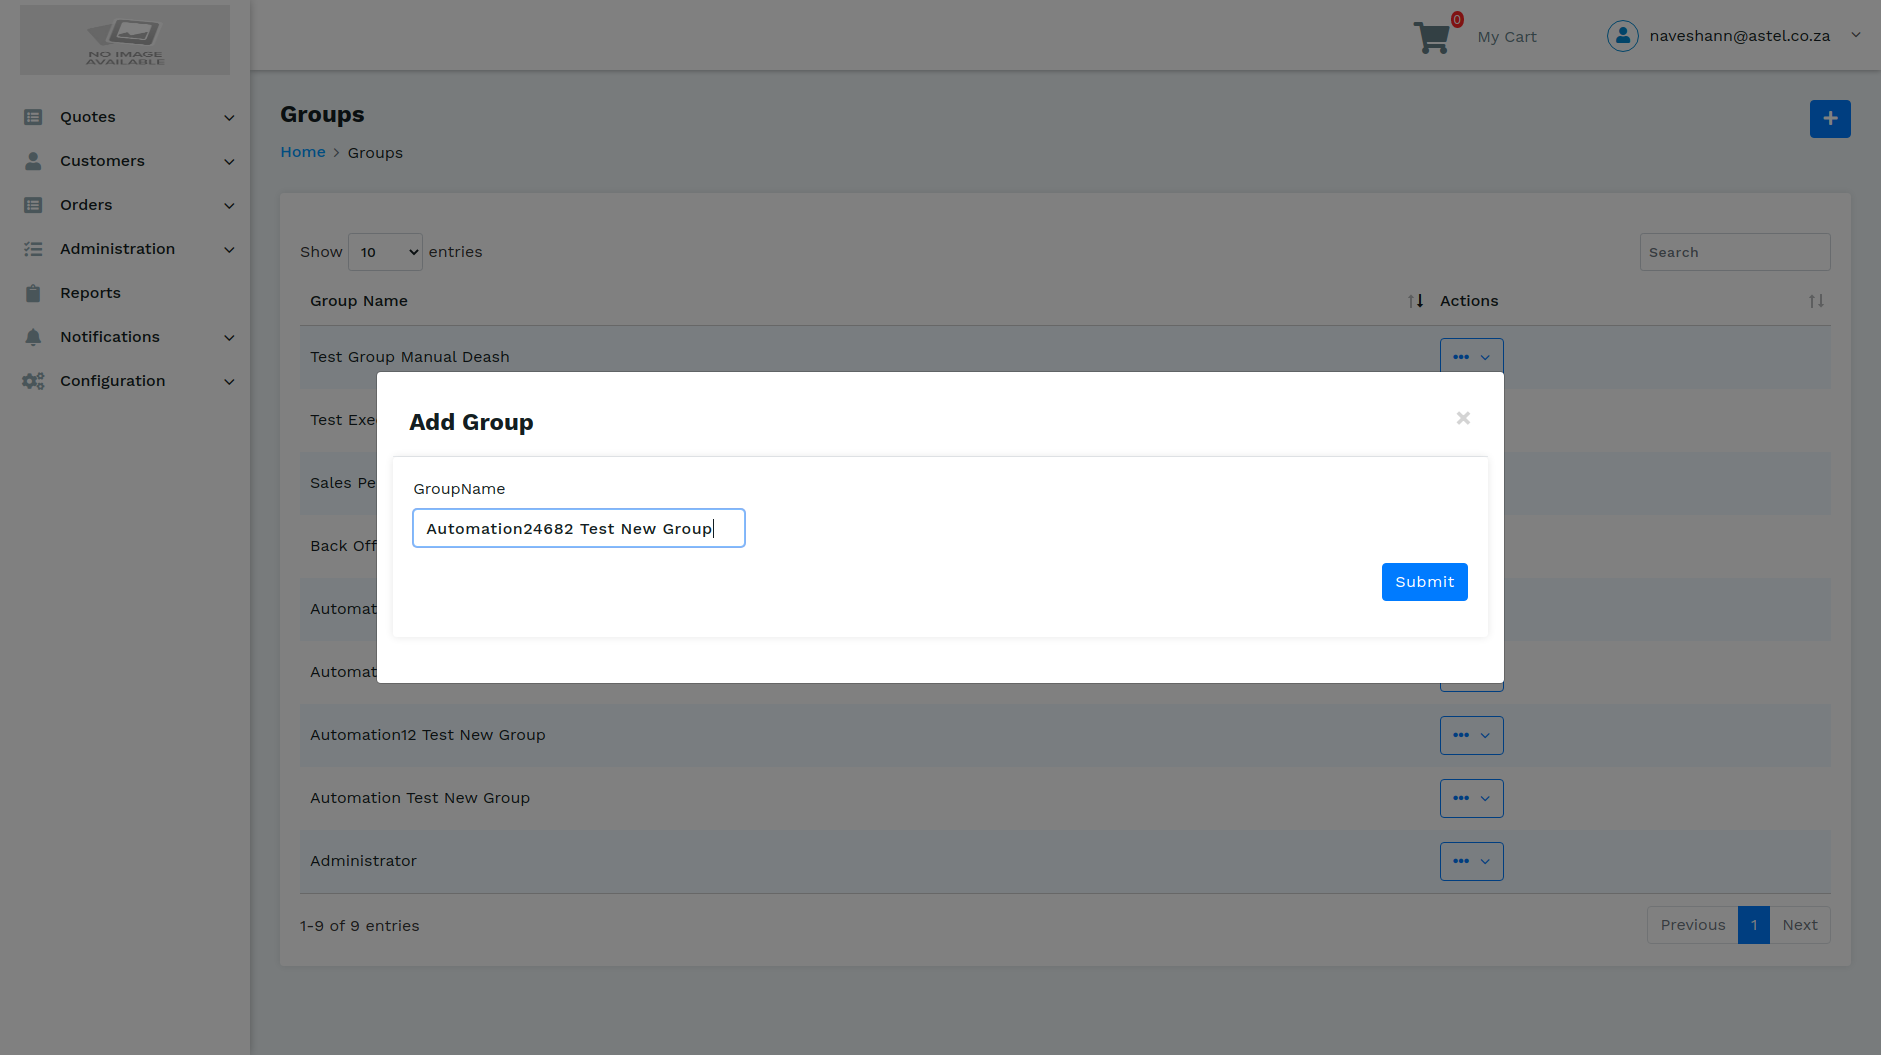 NO IMAGE
AVAILABLE
0
My Cart
naveshann@astel.co.za
Quotes
Customers
Orders
Administration
Reports
Notifications
Configuration
Groups
Home > Groups
Show 10 entries
Search
Group Name
Actions
Test Group Manual Deash
Test Exe
Sales Pe
Back Off
Automat
Automat
Automation12 Test New Group
Automation Test New Group
Administrator
1-9 of 9 entries
Previous 1 Next
Add Group
×
GroupName
Automation24682 Test New Group
Submit